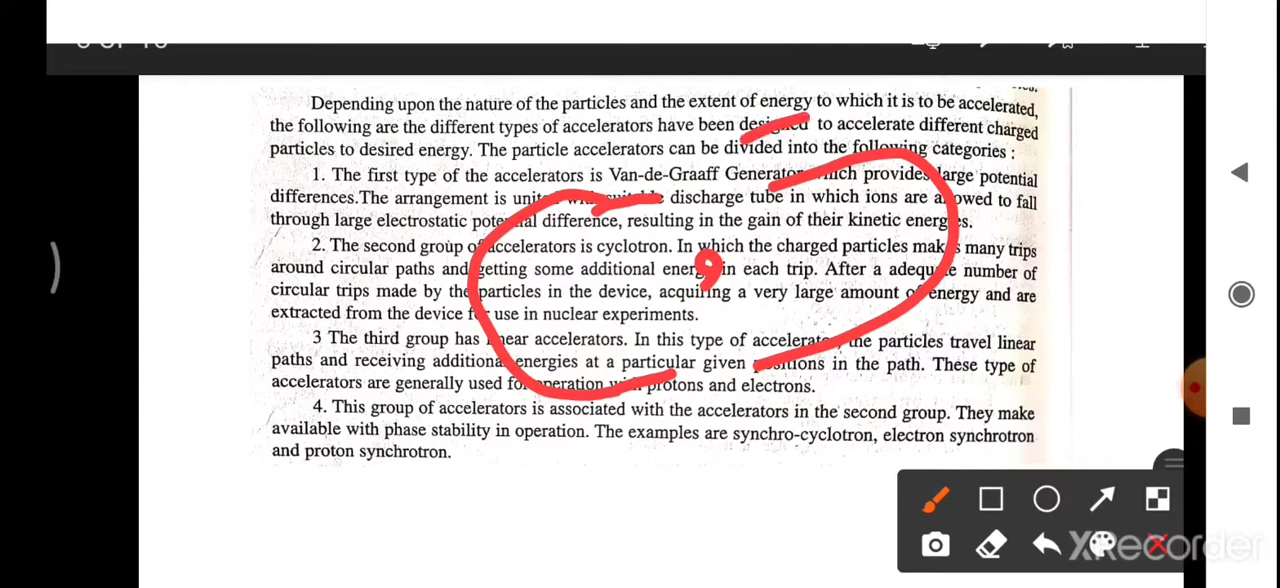 Depending upon the nature of the particles and the extent of energy to which it is to be accelerated,
the following are the different types of accelerators have been designed to accelerate different charged
particles to desired energy. The particle accelerators can be divided into the following categories :
1. The first type of the accelerators is Van-de-Graaff Generator which provides large potential
differences.The arrangement is united with suitable discharge tube in which ions are allowed to fall
through large electrostatic potential difference, resulting in the gain of their kinetic energies.
2. The second group of accelerators is cyclotron. In which the charged particles makes many trips
around circular paths and getting some additional energy in each trip. After a adequate number of
circular trips made by the particles in the device, acquiring a very large amount of energy and are
extracted from the device for use in nuclear experiments.
3 The third group has linear accelerators. In this type of accelerator, the particles travel linear
paths and receiving additional energies at a particular given positions in the path. These type of
accelerators are generally used for operation with protons and electrons.
4. This group of accelerators is associated with the accelerators in the second group. They make
available with phase stability in operation. The examples are synchro-cyclotron, electron synchrotron
and proton synchrotron.
XRecorder